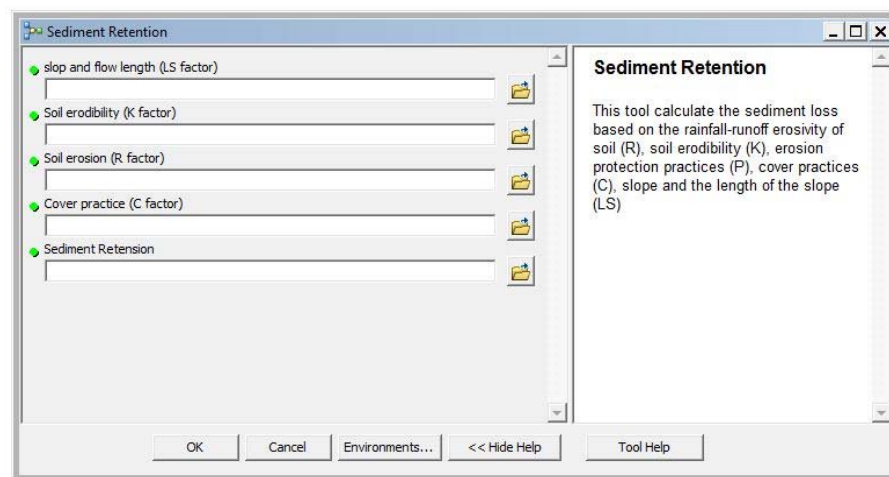 Sediment Retention
slop and flow length (LS factor)
Soil erodibility (K factor)
Soil erosion (R factor)
Cover practice (C factor)
Sediment Retension
Sediment Retention
This tool calculate the sediment loss
based on the rainfall-runoff erosivity of
soil (R), soil erodibility (K), erosion
protection practices (P), cover practices
(C), slope and the length of the slope
(LS)
OK
Cancel
Environments...
<< Hide Help
Tool Help